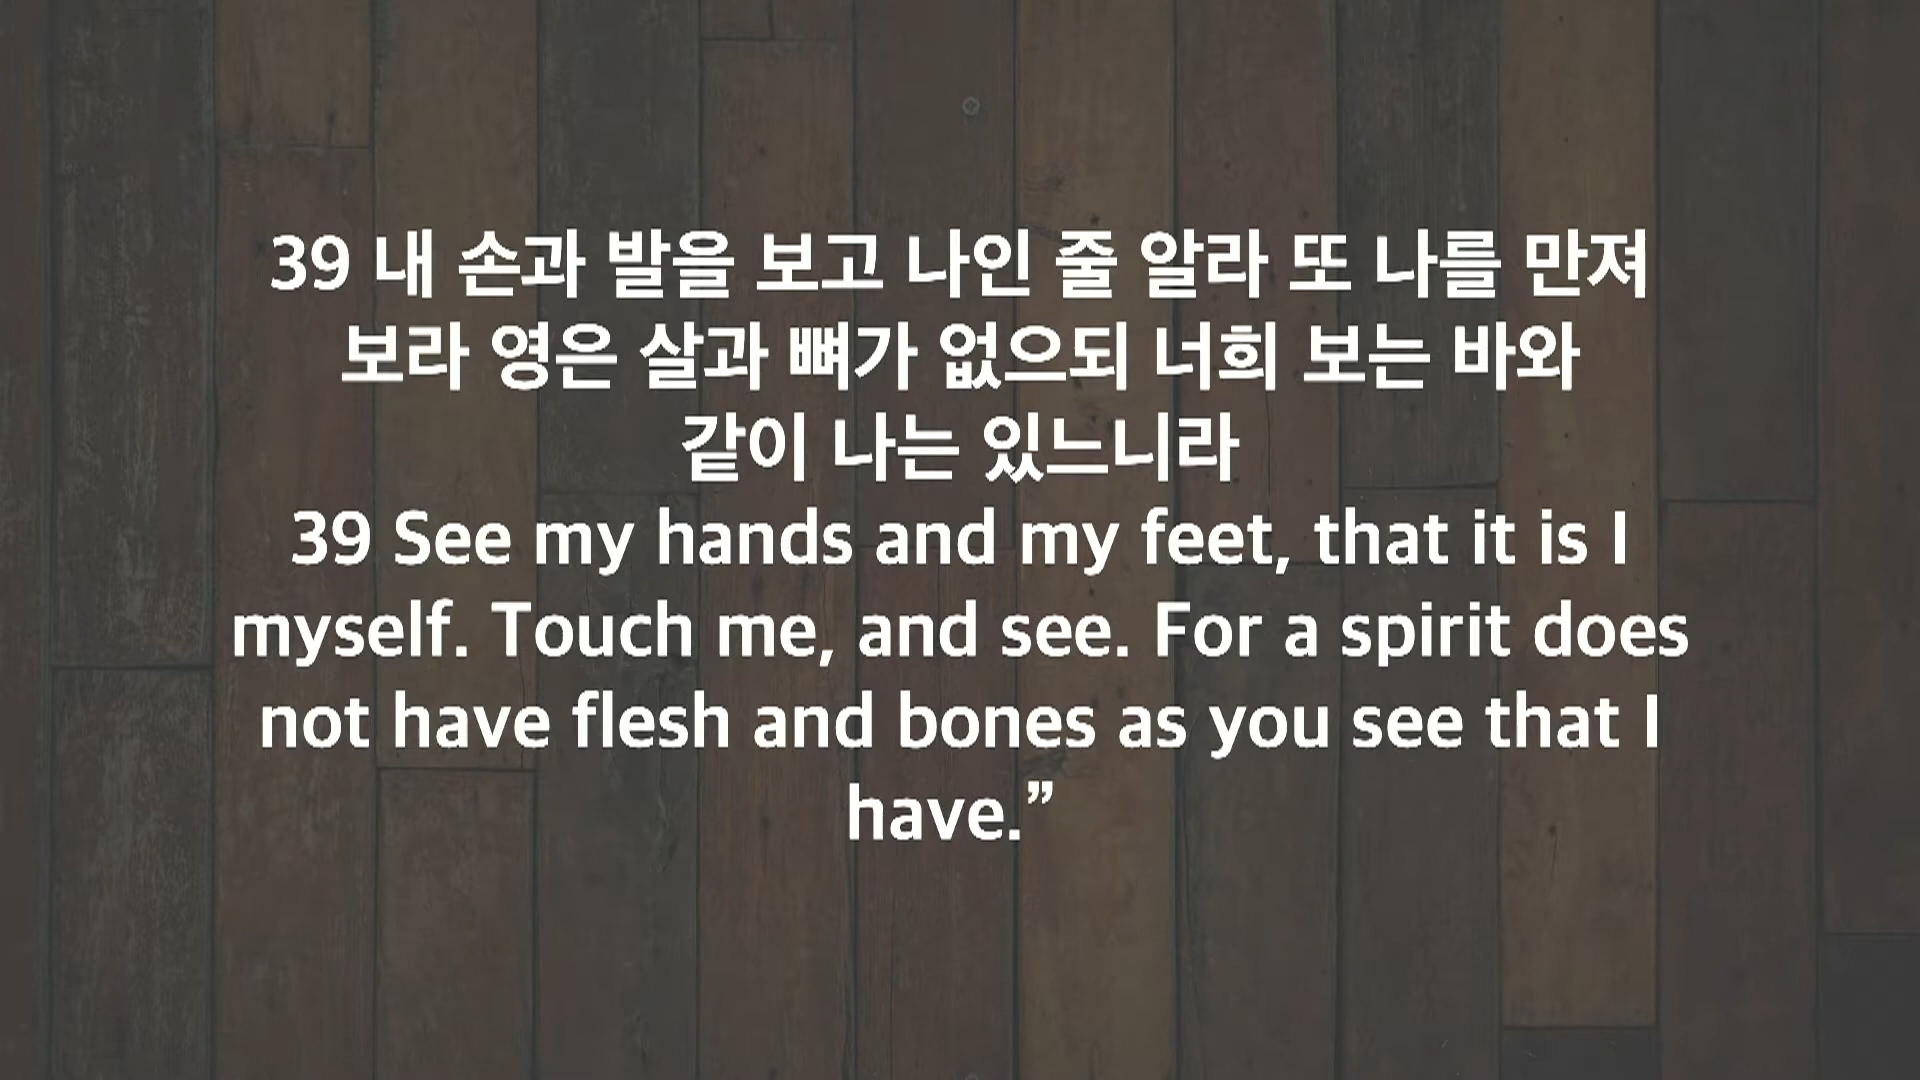 39 내 손과 발을 보고 나인 줄 알라 또 나를 만져
보라 영은 살과 뼈가 없으되 너희 보는 바와
같이 나는 있느니라
39 See my hands and my feet, that it is I
myself. Touch me, and see. For a spirit does
not have flesh and bones as you see that I
have.”